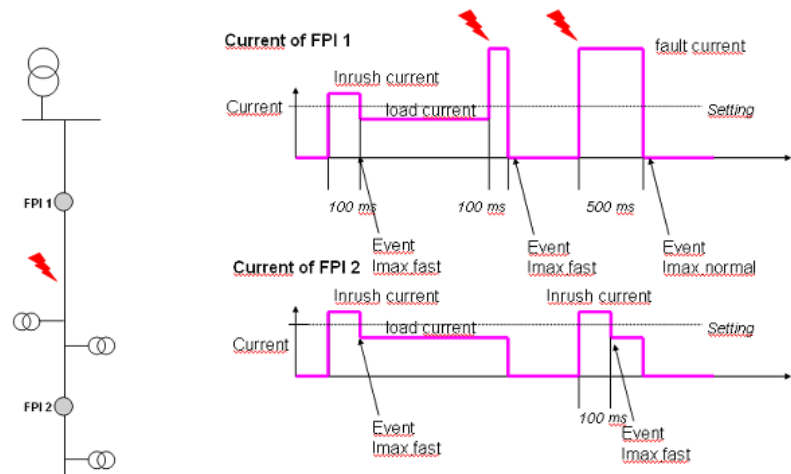 Current of FPI 1
fault current
Inrush current
Current
load current
Setting
FPI 1
100 ms
100 ms
500 ms
Event
Imax.fast
Event
Imax.fast
Event
Imax.normal
Current of FPI 2
Inrush current
Inrush current
load current
Setting
Current
FPI 2
100 ms
Event
Imax.fast
Event
Imax.fast